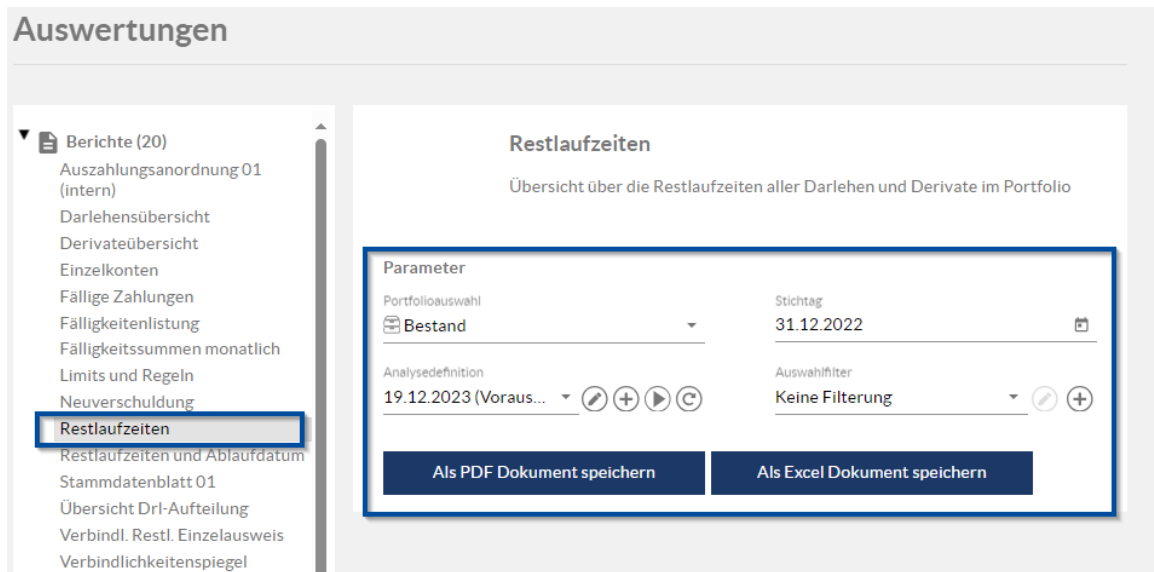 Auswertungen
Berichte (20)
Auszahlungsanordnung 01
(intern)
Darlehensübersicht
Derivateübersicht
Einzelkonten
Fällige Zahlungen
Fälligkeitenlistung
Fälligkeitssummen monatlich
Limits und Regeln
Neuverschuldung
Restlaufzeiten
Restlaufzeiten und Ablaufdatum
Stammdatenblatt 01
Übersicht Drl-Aufteilung
Verbindl. Restl. Einzelausweis
Verbindlichkeitenspiegel
Restlaufzeiten
Übersicht über die Restlaufzeiten aller Darlehen und Derivate im Portfolio
Parameter
Portfolioauswahl
Bestand
Stichtag
31.12.2022
Analysedefinition
19.12.2023 (Voraus...
Auswahlfilter
Keine Filterung
Als PDF Dokument speichern
Als Excel Dokument speichern